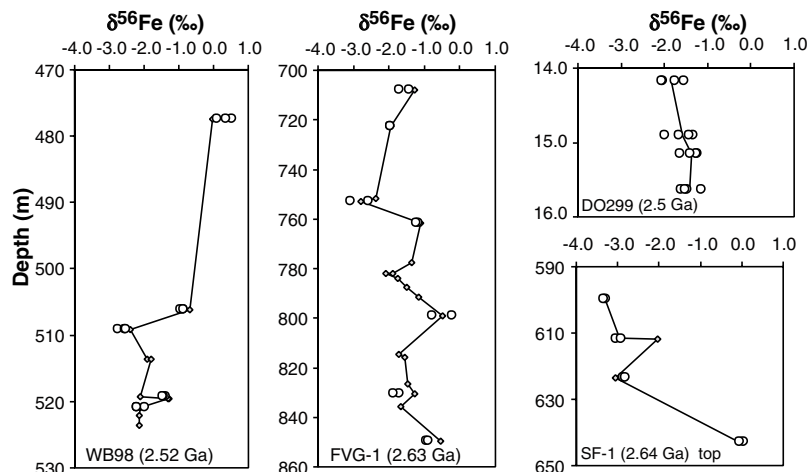 δ56Fe (‰)
-4.0 -3.0 -2.0 -1.0 0.0 1.0
470
480
490
500
510
520
530
Depth (m)
WB98 (2.52 Ga)
δ56Fe (‰)
-4.0 -3.0 -2.0 -1.0 0.0 1.0
700
720
740
760
780
800
820
840
860
FVG-1 (2.63 Ga)
δ56Fe (‰)
-4.0 -3.0 -2.0 -1.0 0.0 1.0
14.0
15.0
16.0
DO299 (2.5 Ga)
-4.0 -3.0 -2.0 -1.0 0.0 1.0
590
610
630
650
SF-1 (2.64 Ga) top